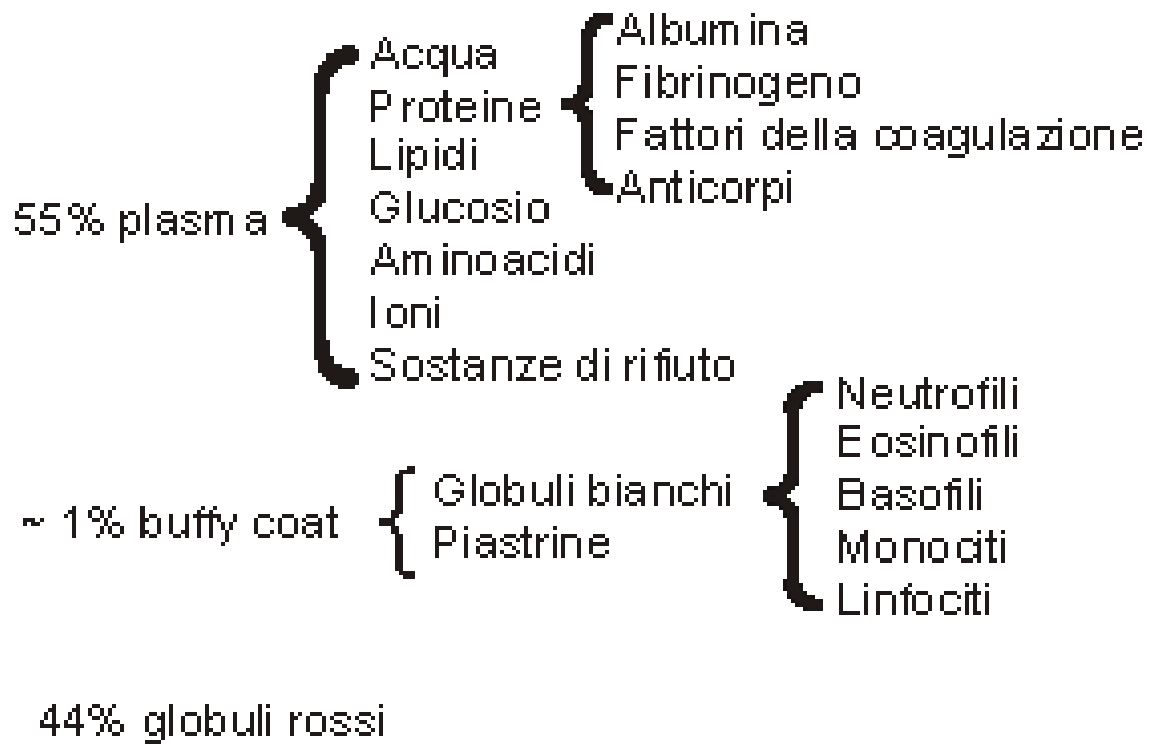 55% plasma
Acqua
Proteine
Lipidi
Glucosio
Aminoacidi
Ioni
Sostanze di rifiuto
Albumina
Fibrinogeno
Fattori della coagulazione
Anticorpi
~ 1% buffy coat
Globuli bianchi
Piastrine
Neutrofili
Eosinofili
Basofili
Monociti
Linfociti
44% globuli rossi